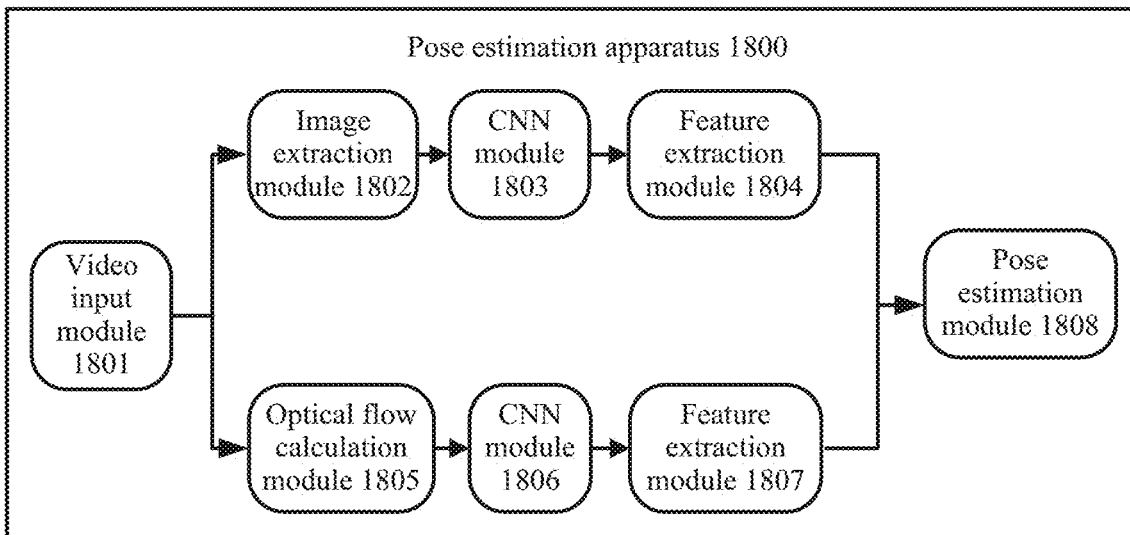 Pose estimation apparatus 1800
Image
extraction
module 1802
CNN
module
1803
Feature
extraction
module 1804
Video
input
module
1801
Pose
estimation
module 1808
Optical flow
calculation
module 1805
CNN
module
1806
Feature
extraction
module 1807